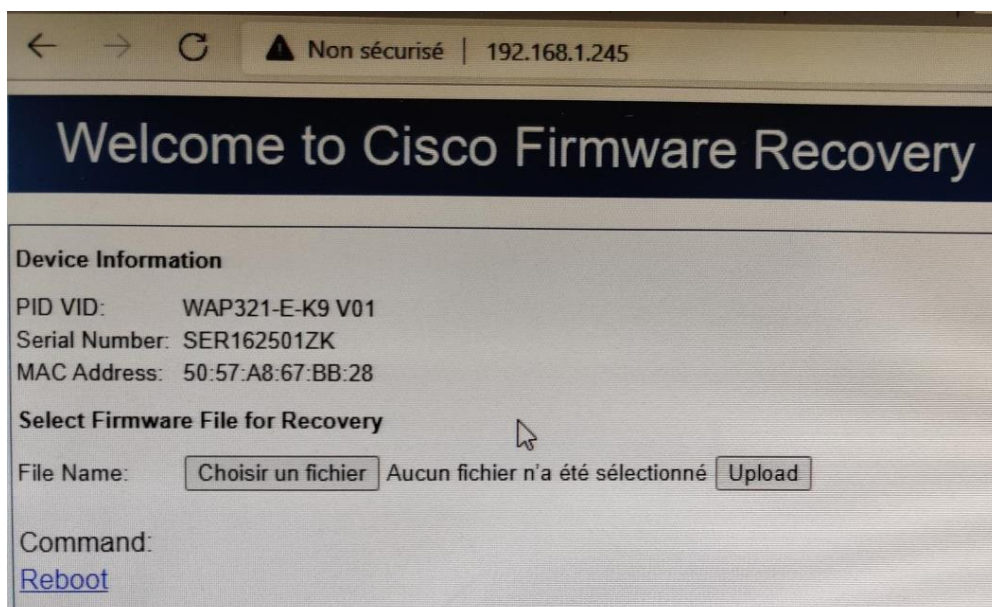 Non sécurisé | 192.168.1.245
Welcome to Cisco Firmware Recovery
Device Information
PID VID: WAP321-E-K9 V01
Serial Number: SER162501ZK
MAC Address: 50:57:A8:67:BB:28
Select Firmware File for Recovery
File Name: Choisir un fichier Aucun fichier n'a été sélectionné Upload
Command:
Reboot